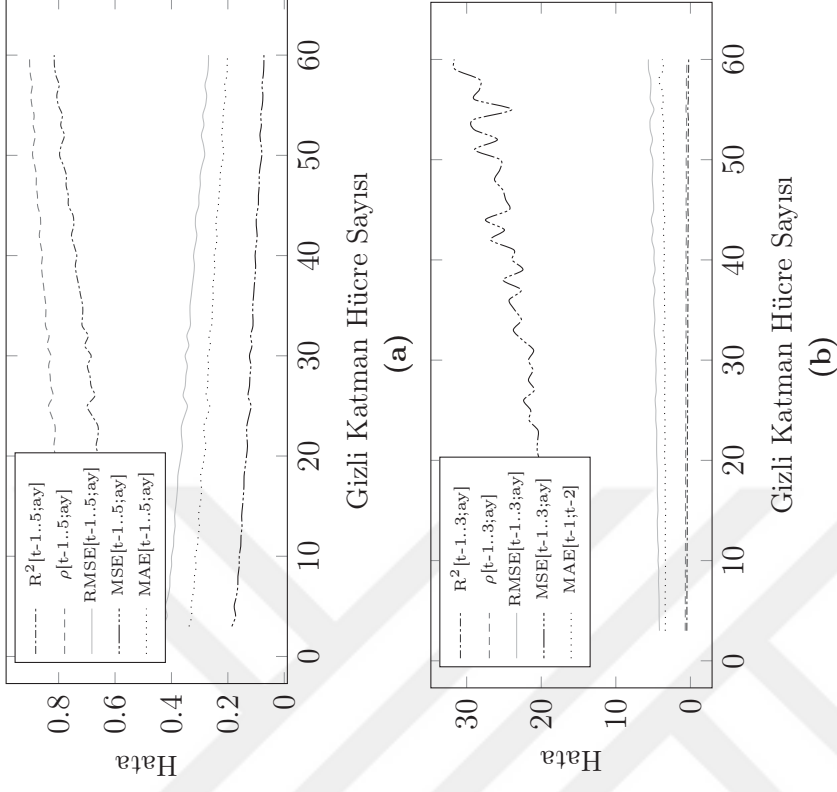 0
0.2
0.4
0.6
0.8
Hata
0
10
20
30
40
50
60
R²[t-1..5;ay]
ρ[t-1..5;ay]
RMSE[t-1..5;ay]
MSE[t-1..5;ay]
MAE[t-1..5;ay]
Gizli Katman Hücre Sayısı
(a)
0
10
20
30
Hata
0
10
20
30
40
50
60
R²[t-1..3;ay]
ρ[t-1..3;ay]
RMSE[t-1..3;ay]
MSE[t-1..3;ay]
MAE[t-1;t-2]
Gizli Katman Hücre Sayısı
(b)